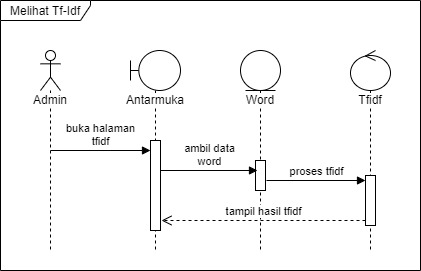 Melihat Tf-Idf
Admin
Antarmuka
Word
Tfidf
buka halaman
tfidf
ambil data
word
proses tfidf
tampil hasil tfidf